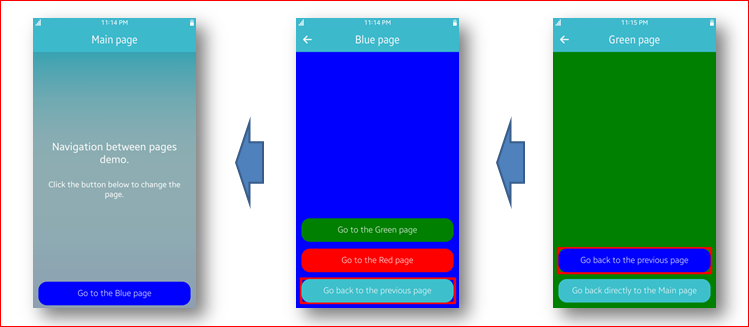 11:14 PM
Main page
Navigation between pages
demo.
Click the button below to change the
page.
Go to the Blue page
11:14 PM
Blue page
Go to the Green page
Go to the Red page
Go back to the previous page
11:15 PM
Green page
Go back to the previous page
Go back directly to the Main page